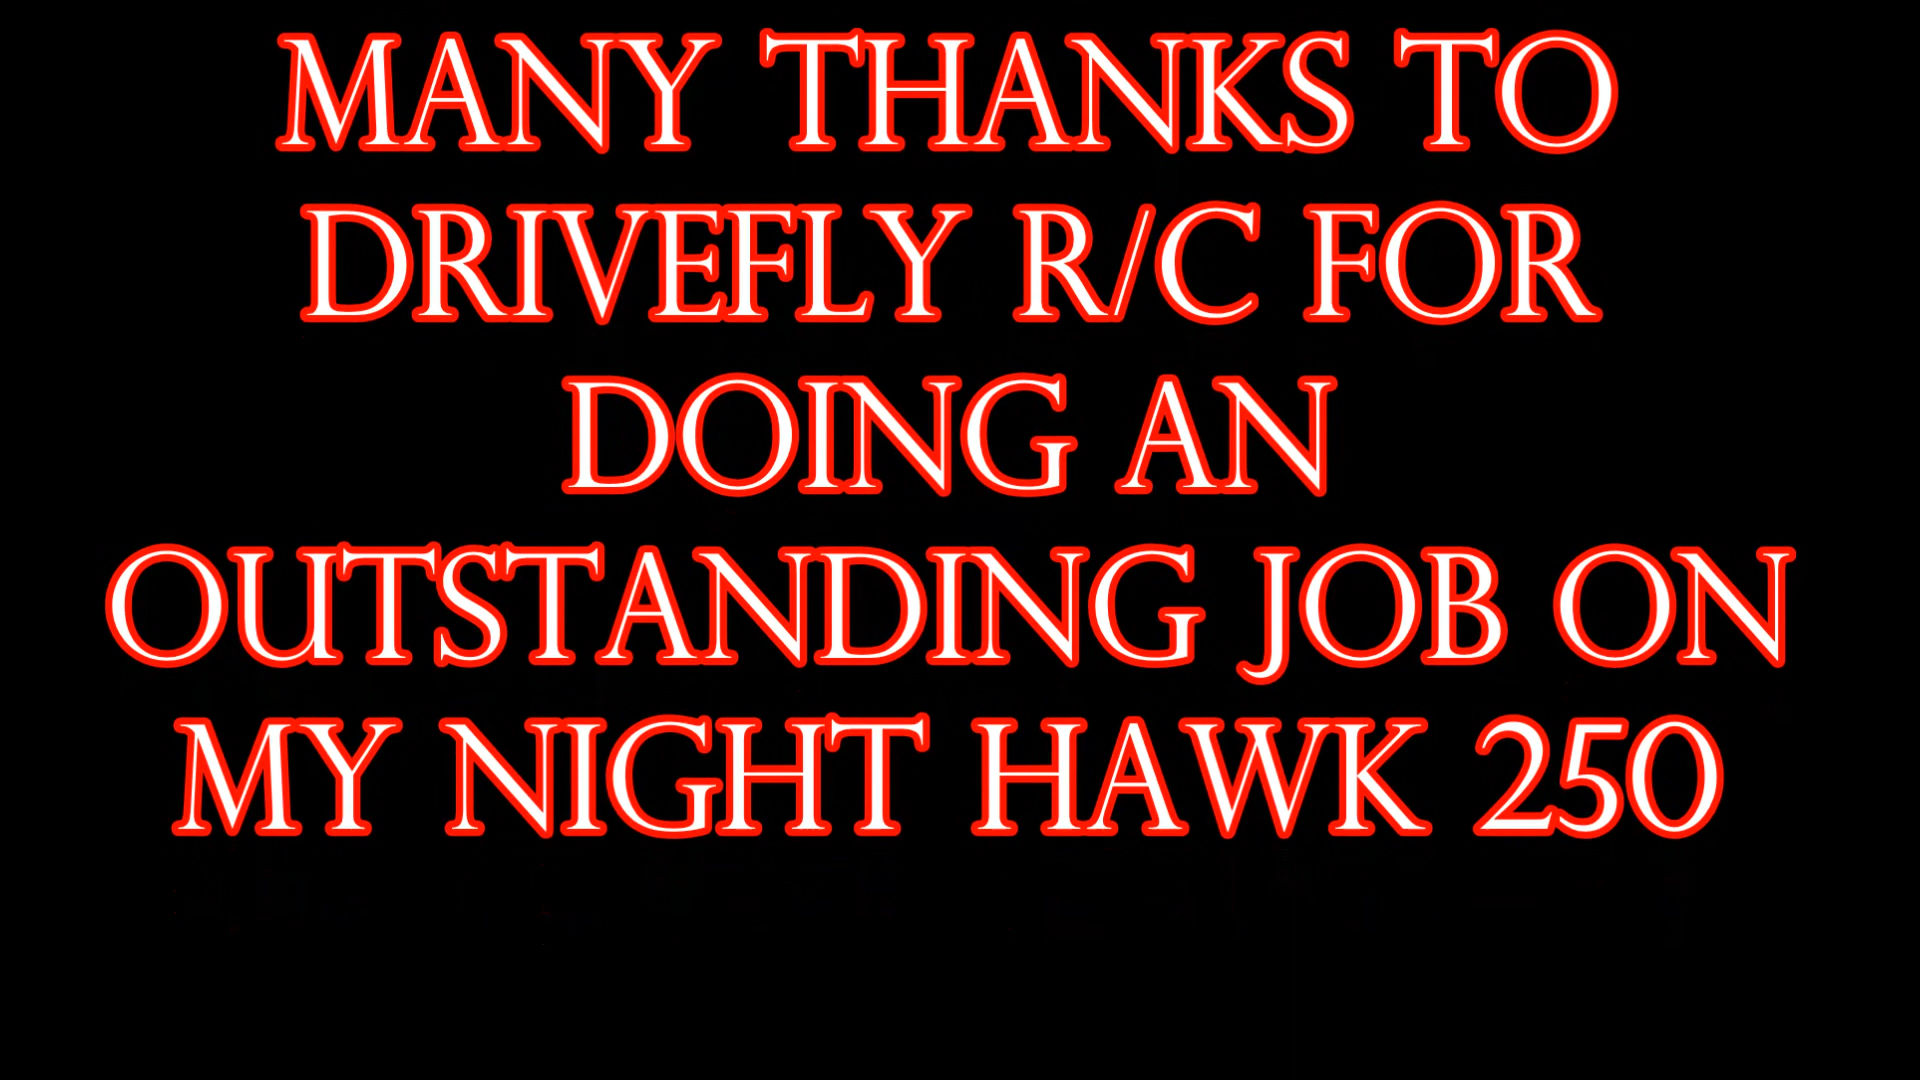 MANY THANKS TO
DRIVEFLY R/C FOR
DOING AN
OUTSTANDING JOB ON
MY NIGHT HAWK 250